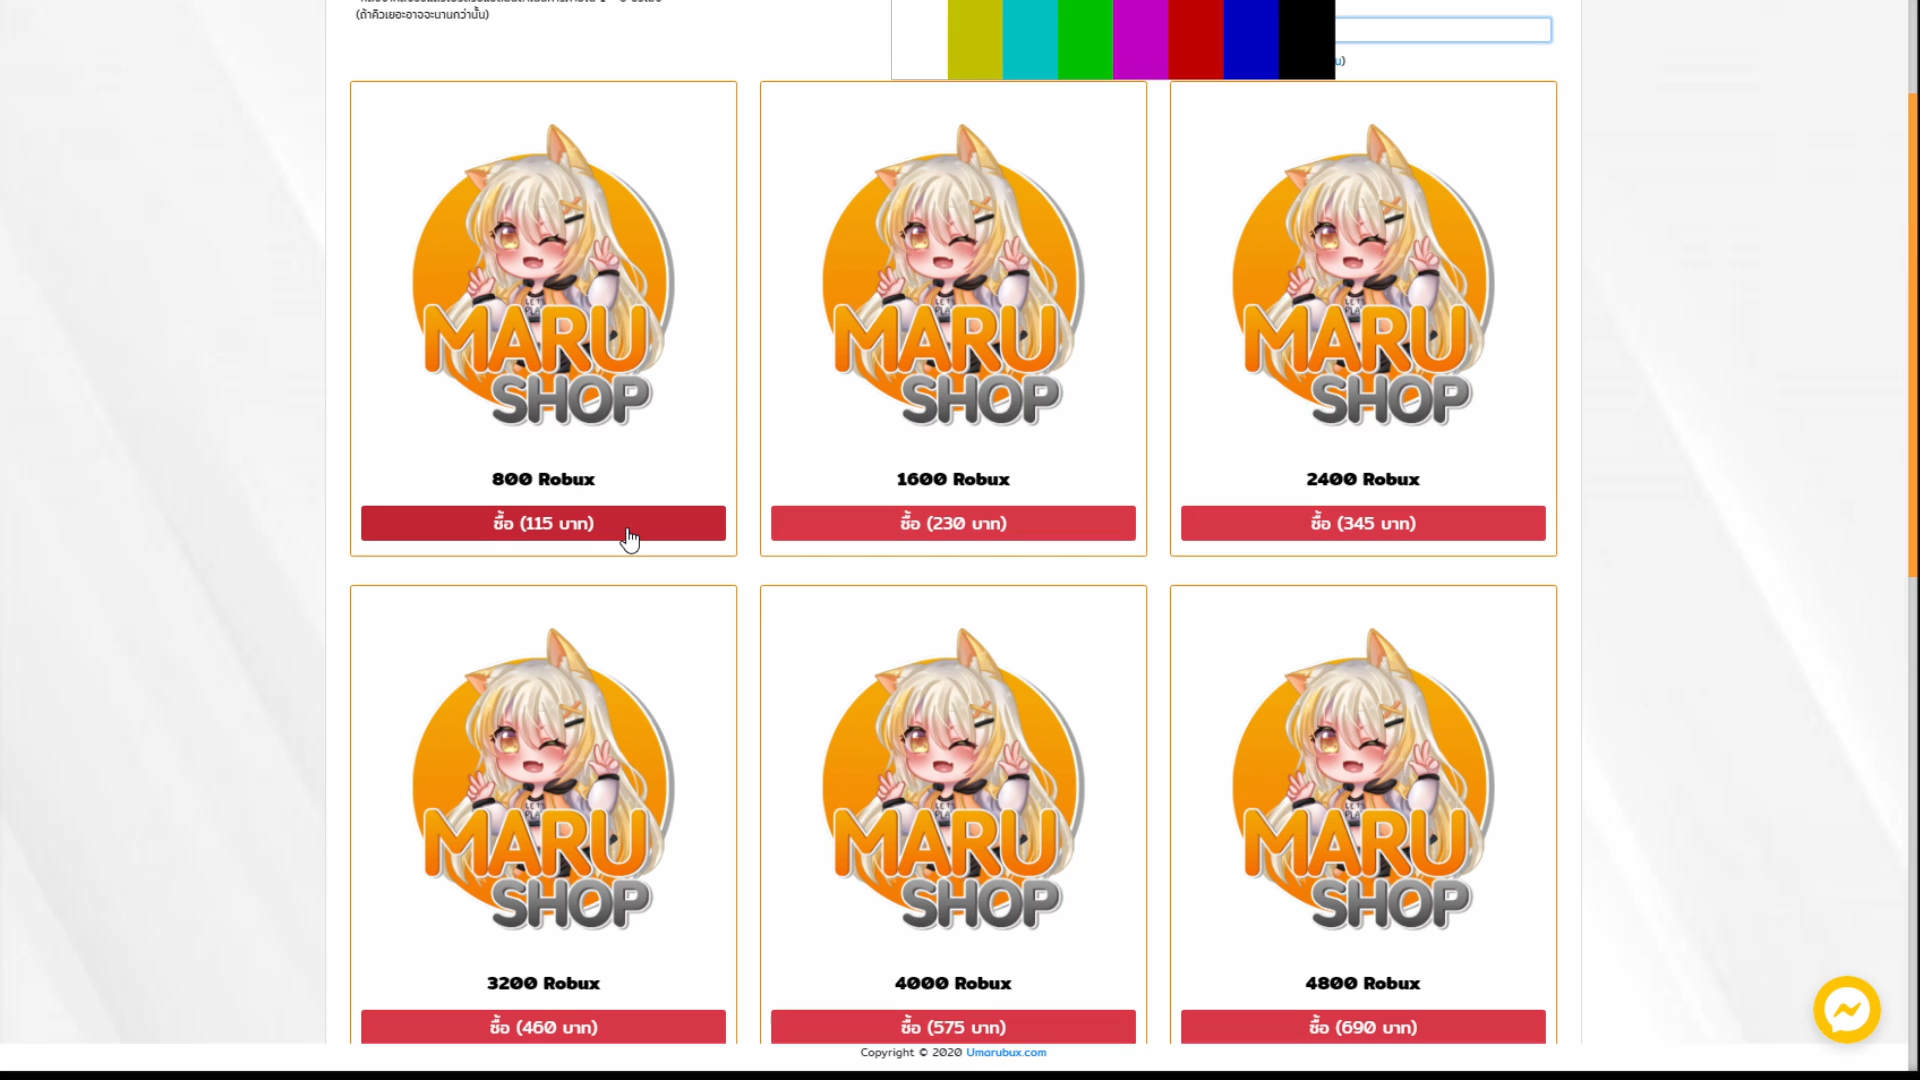 (ถ้าคิวเยอะอาจจะนานกว่านั้น)
MARU
SHOP
800 Robux
ซื้อ (115 บาท)
MARU
SHOP
1600 Robux
ซื้อ (230 บาท)
MARU
SHOP
2400 Robux
ซื้อ (345 บาท)
MARU
SHOP
3200 Robux
ซื้อ (460 บาท)
MARU
SHOP
4000 Robux
ซื้อ (575 บาท)
MARU
SHOP
4800 Robux
ซื้อ (690 บาท)
Copyright © 2020 Umarubux.com